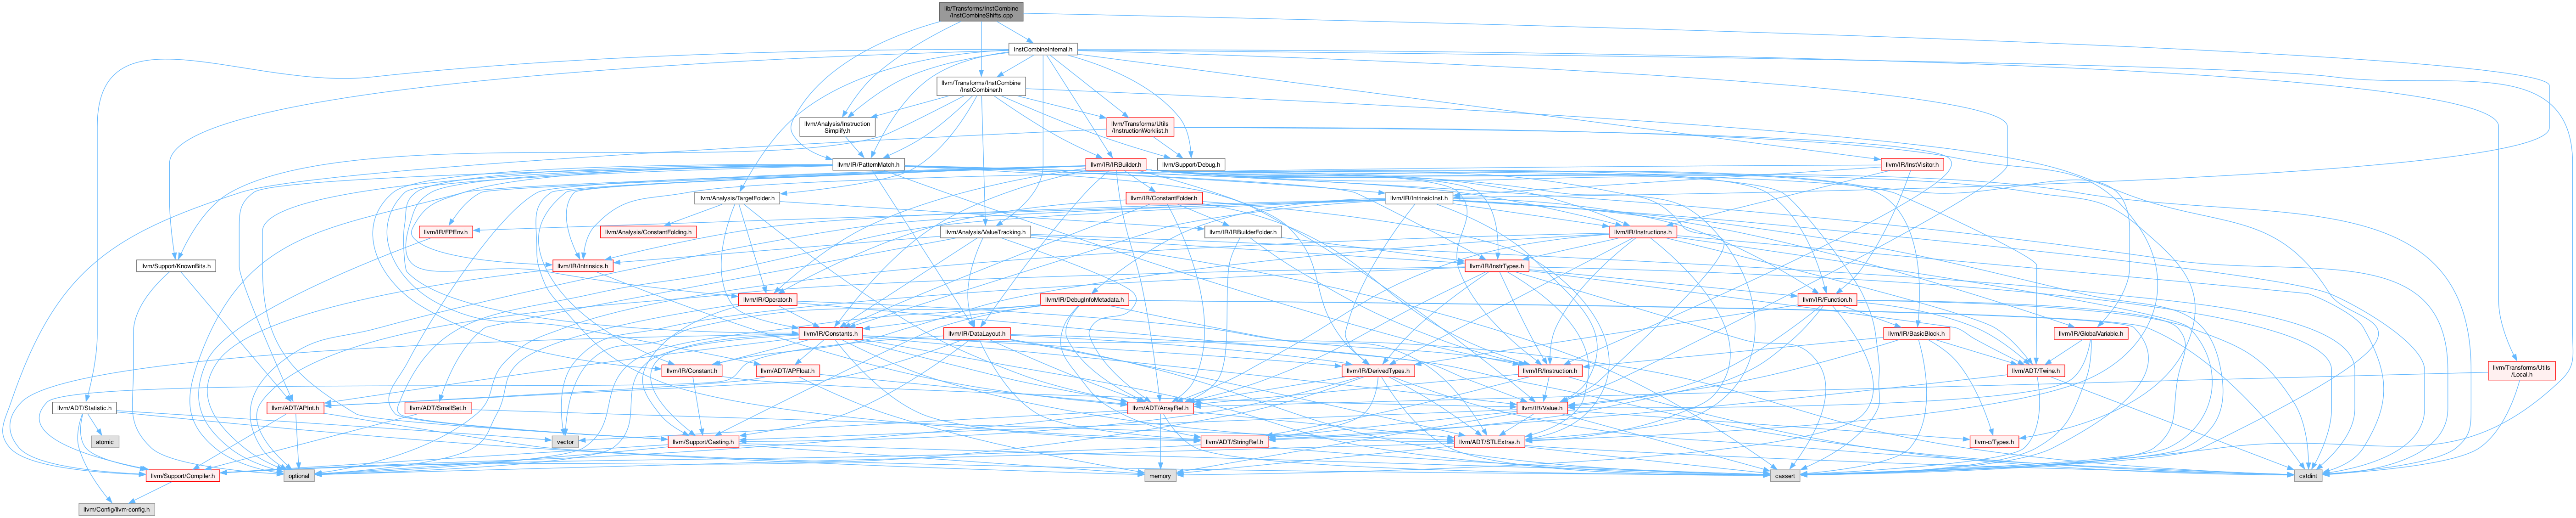 lib/Transforms/InstCombine
/InstCombineShifts.cpp
InstCombineInternal.h
llvm/Transforms/InstCombine
/InstCombiner.h
llvm/Analysis/Instruction
Simplify.h
llvm/Transforms/Utils
/InstructionWorklist.h
llvm/IR/PatternMatch.h
llvm/IR/IRBuilder.h
llvm/Support/Debug.h
llvm/IR/InstVisitor.h
llvm/Analysis/TargetFolder.h
llvm/IR/ConstantFolder.h
llvm/IR/IntrinsicInst.h
llvm/IR/FPEnv.h
llvm/Analysis/ConstantFolding.h
llvm/Analysis/ValueTracking.h
llvm/IR/IRBuilderFolder.h
llvm/IR/Instructions.h
llvm/Support/KnownBits.h
llvm/IR/Intrinsics.h
llvm/IR/InstrTypes.h
llvm/IR/Operator.h
llvm/IR/DebugInfoMetadata.h
llvm/IR/Function.h
llvm/IR/Constants.h
llvm/IR/DataLayout.h
llvm/IR/BasicBlock.h
llvm/IR/GlobalVariable.h
llvm/IR/Constant.h
llvm/ADT/APFloat.h
llvm/IR/DerivedTypes.h
llvm/IR/Instruction.h
llvm/ADT/Twine.h
llvm/Transforms/Utils
/Local.h
llvm/ADT/Statistic.h
llvm/ADT/APInt.h
llvm/ADT/SmallSet.h
llvm/ADT/ArrayRef.h
llvm/IR/Value.h
atomic
vector
llvm/Support/Casting.h
llvm/ADT/StringRef.h
llvm/ADT/STLExtras.h
llvm-c/Types.h
llvm/Support/Compiler.h
optional
memory
cassert
cstdint
llvm/Config/llvm-config.h